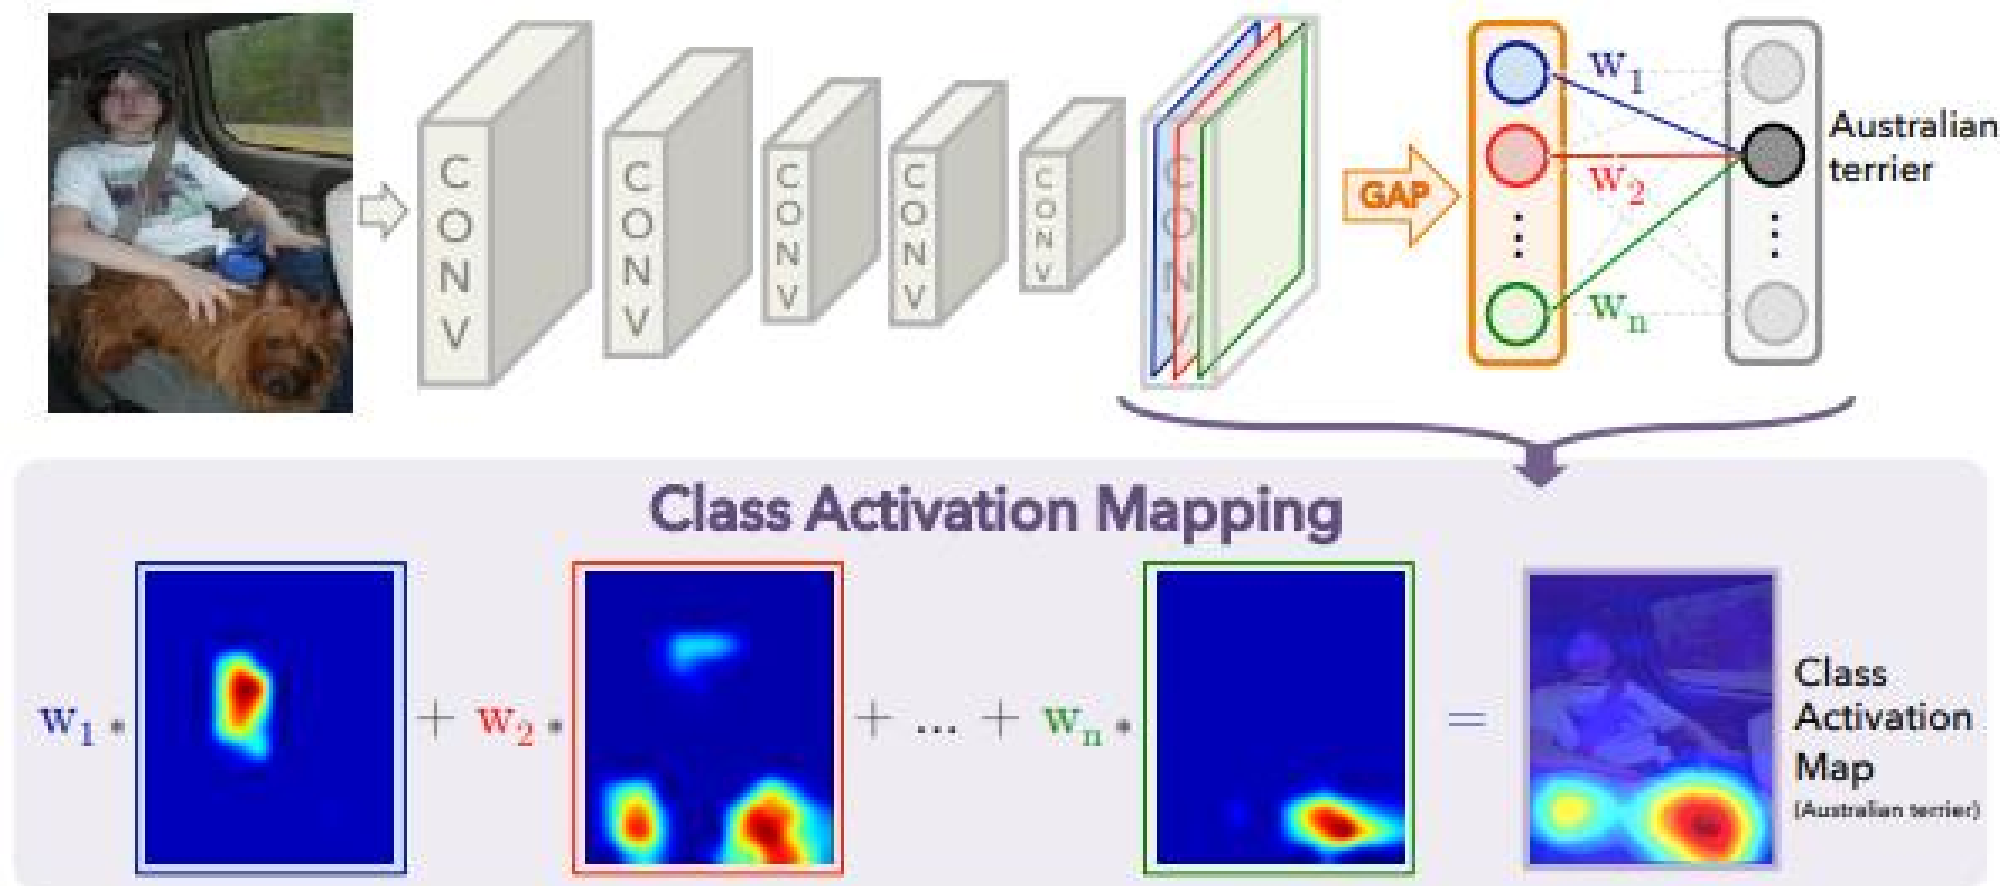 CONV
CONV
CONV
CONV
CONV
CONV
GAP
w1
w2
⋮
wn
⋮
Australian
terrier
Class Activation Mapping
w1 * + w2 * + ... + wn * =
Class
Activation
Map
(Australian terrier)